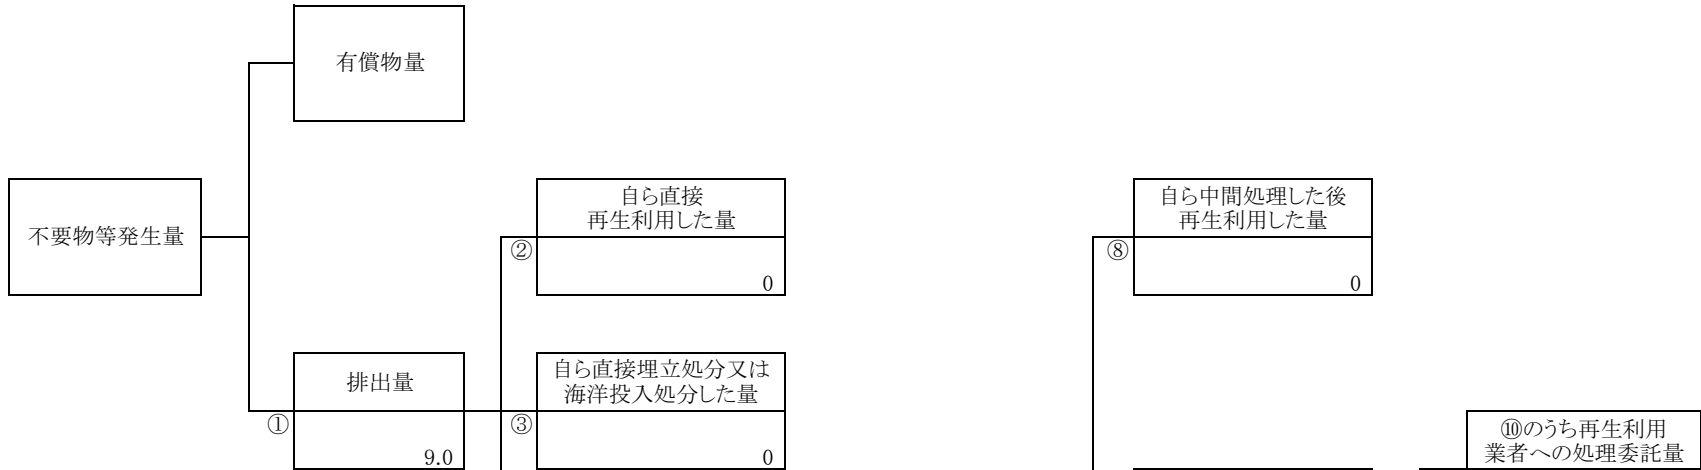 有償物量
不要物等発生量
自ら直接
再生利用した量
②
0
自ら中間処理した後
再生利用した量
⑧
0
排出量
①
9.0
自ら直接埋立処分又は
海洋投入処分した量
③
0
⑩のうち再生利用
業者への処理委託量